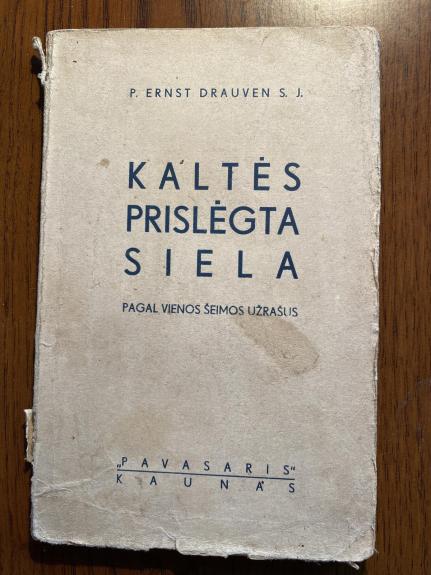 P. ERNST DRAUVEN S. J.
KALTĖS
PRISLĖGTA
SIELA
PAGAL VIENOS ŠEIMOS UŽRAŠUS
„PAVASARIS“
KAUNAS